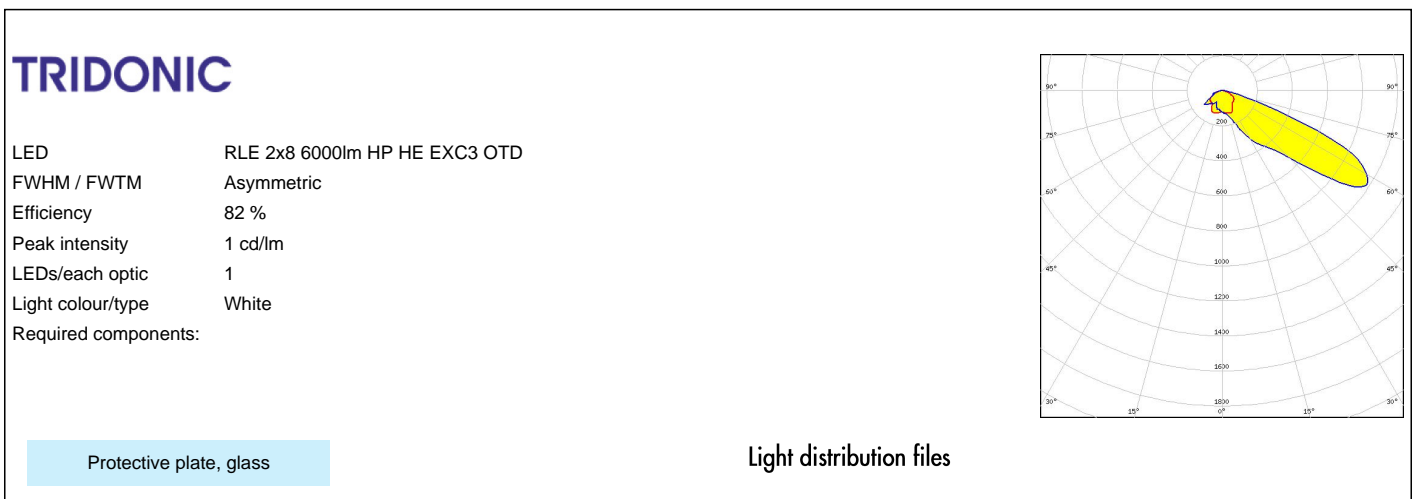 TRIDONIC
LED RLE 2x8 6000lm HP HE EXC3 OTD
FWHM / FWTM Asymmetric
Efficiency 82 %
Peak intensity 1 cd/lm
LEDs/each optic 1
Light colour/type White
Required components:
Protective plate, glass
Light distribution files
90° 90°
75° 75°
60° 60°
45° 45°
30° 30°
15° 0° 15°
200
400
600
800
1000
1200
1400
1600
1800